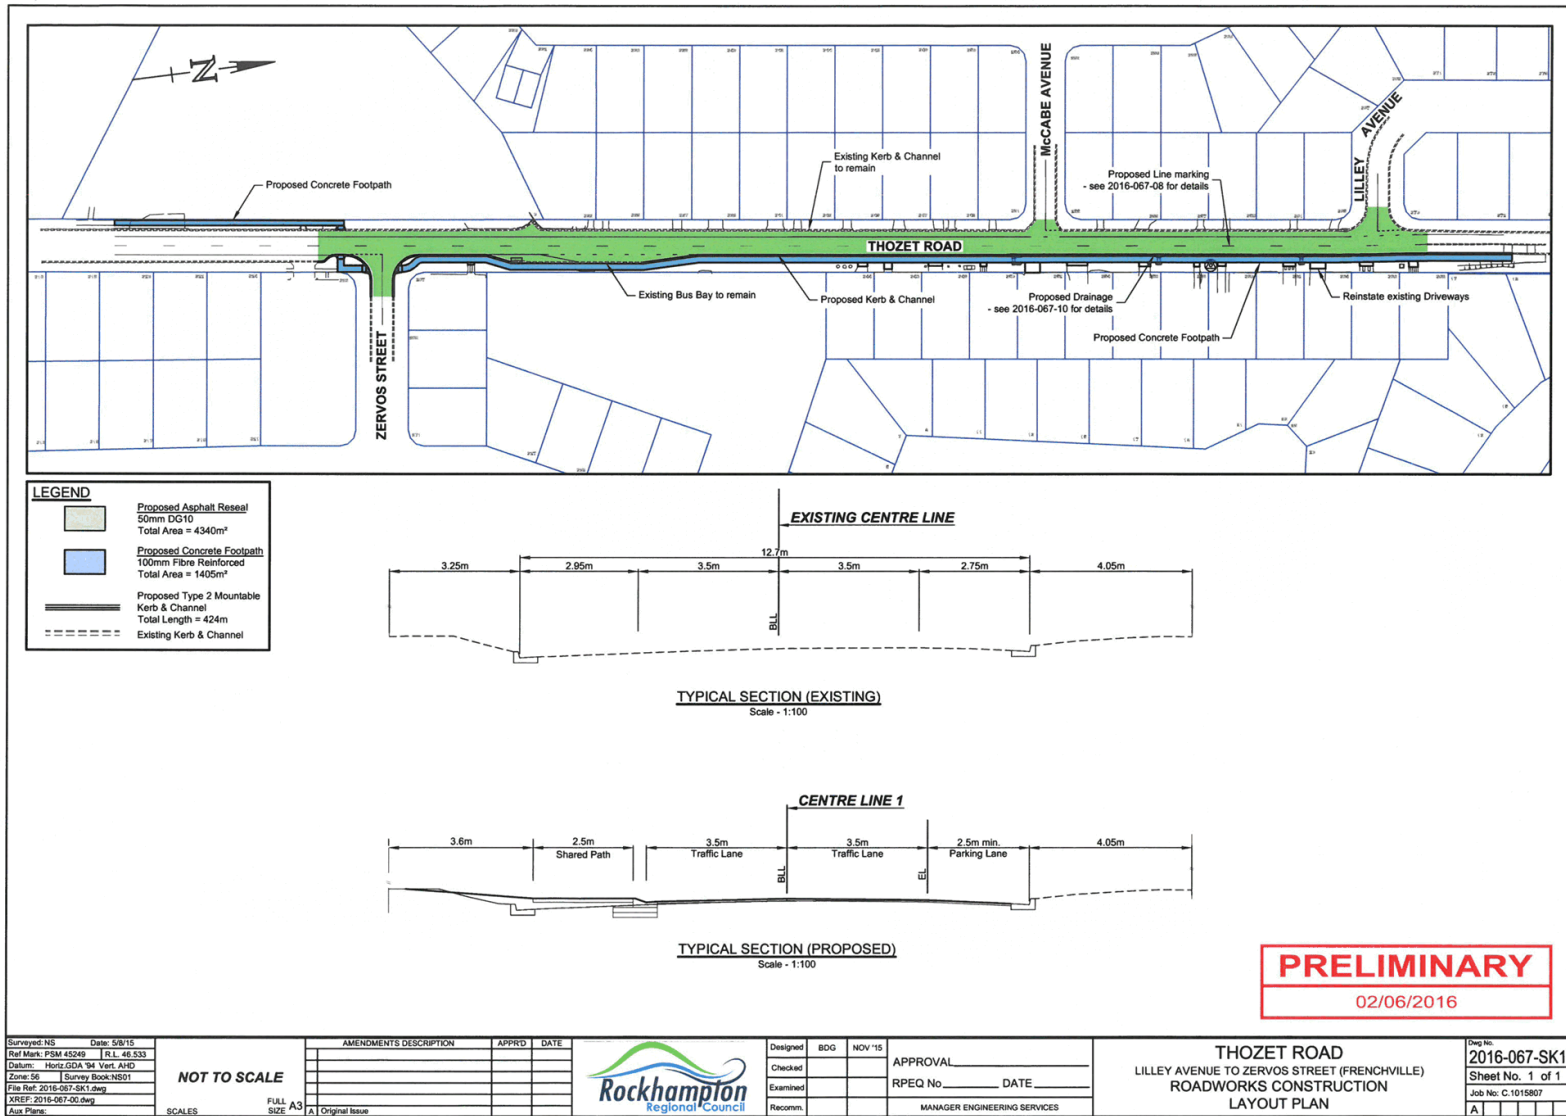 N
Proposed Concrete Footpath
Existing Kerb & Channel
to remain
McCABE AVENUE
Proposed Line marking
- see 2016-067-08 for details
LILLEY
AVENUE
THOZET ROAD
Existing Bus Bay to remain
Proposed Kerb & Channel
Proposed Drainage
- see 2016-067-10 for details
Reinstate existing Driveways
Proposed Concrete Footpath
ZERVOS STREET
LEGEND
Proposed Asphalt Reseal
50mm DG10
Total Area = 4340m²
Proposed Concrete Footpath
100mm Fibre Reinforced
Total Area = 1405m²
Proposed Type 2 Mountable
Kerb & Channel
Total Length = 424m
Existing Kerb & Channel
EXISTING CENTRE LINE
12.7m
3.25m 2.95m 3.5m 3.5m 2.75m 4.05m
BLL
TYPICAL SECTION (EXISTING)
Scale - 1:100
CENTRE LINE 1
3.6m 2.5m 3.5m 3.5m 2.5m min. 4.05m
Shared Path Traffic Lane Traffic Lane Parking Lane
BLL EL
TYPICAL SECTION (PROPOSED)
Scale - 1:100
PRELIMINARY
02/06/2016
Surveyed: NS Date: 5/8/15
Ref Mark: PSM 45249 R.L. 46.533
Datum: Horiz.GDA '94 Vert. AHD
Zone: 56 Survey Book:NS01
File Ref: 2016-067-SK1.dwg
XREF: 2016-067-00.dwg
Aux Plans:
NOT TO SCALE
SCALES
FULL
SIZE A3
AMENDMENTS DESCRIPTION APPR'D DATE
A Original Issue
Rockhampton
Regional Council
Designed BDG NOV '15
Checked
Examined
Recomm.
APPROVAL
RPEQ No DATE
MANAGER ENGINEERING SERVICES
THOZET ROAD
LILLEY AVENUE TO ZERVOS STREET (FRENCHVILLE)
ROADWORKS CONSTRUCTION
LAYOUT PLAN
Dwg No.
2016-067-SK1
Sheet No. 1 of 1
Job No: C.1015807
A